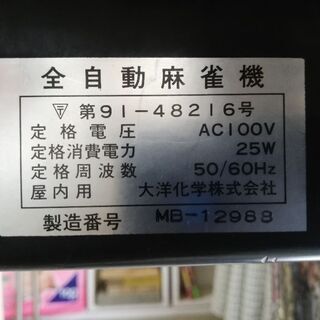 全自動麻雀機
〒 第91-48216号
定格電圧 AC100V
定格消費電力 25W
定格周波数 50/60Hz
屋内用 大洋化学株式会社
製造番号 MB-12988